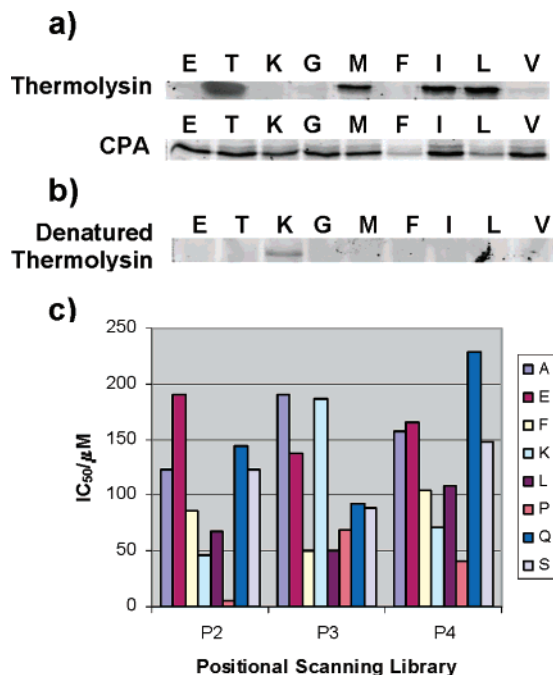 a)
E T K G M F I L V
Thermolysin
E T K G M F I L V
CPA
b)
E T K G M F I L V
Denatured
Thermolysin
c)
250
200
150
100
50
0
IC50/μM
P2 P3 P4
Positional Scanning Library
A
E
F
K
L
P
Q
S